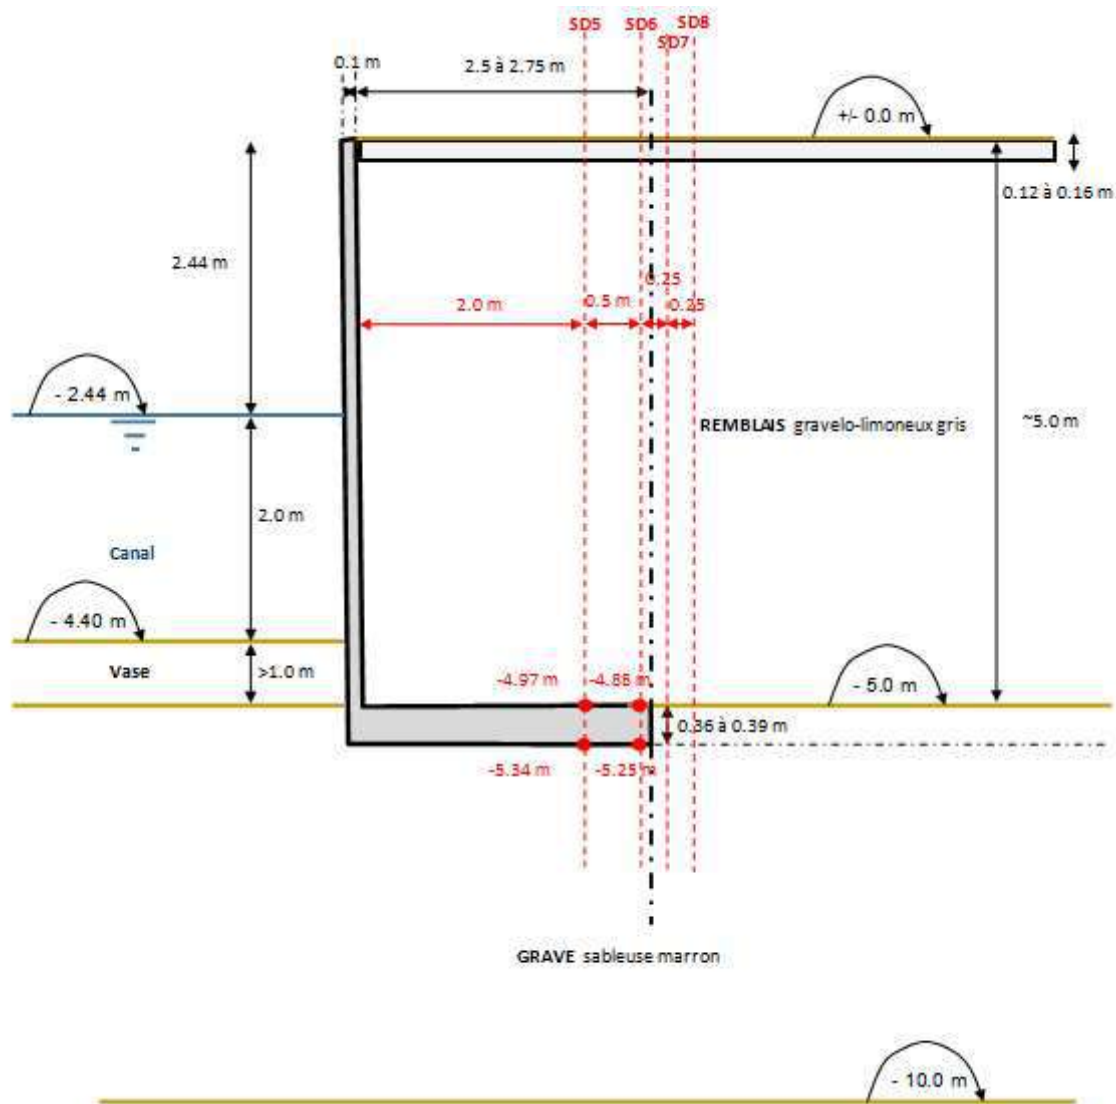 SD5
SD6
SD8
SD7
0.1 m
2.5 à 2.75 m
+/- 0.0 m
0.12 à 0.16 m
2.44 m
0.25
2.0 m
0.5 m
0.25
- 2.44 m
REMBLAIS gravelo-limoneux gris
~5.0 m
2.0 m
Canal
- 4.40 m
Vase
>1.0 m
-4.97 m
-4.88 m
- 5.0 m
0.36 à 0.39 m
-5.34 m
-5.25 m
GRAVE sableuse marron
- 10.0 m